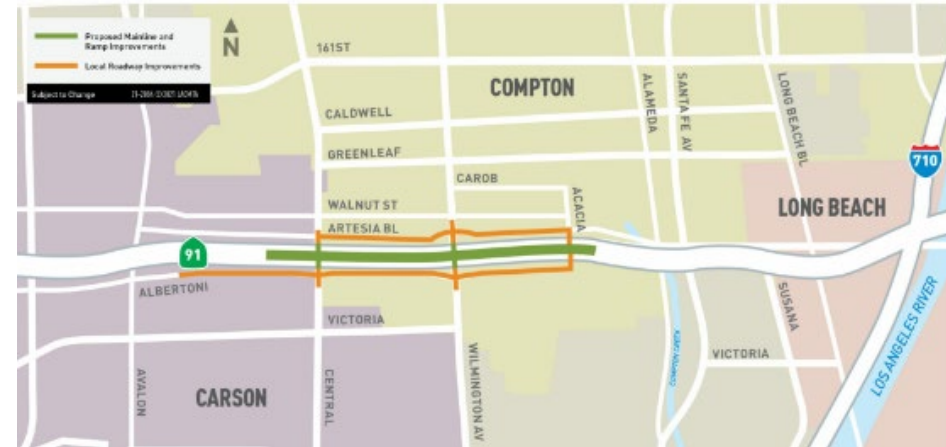 Proposed Mainline and
Ramp Improvements
Local Roadway Improvements
Subject to Change
N
161ST
COMPTON
ALAMEDA
SANTA FE AV
LONG BEACH BL
CALDWELL
GREENLEAF
710
CAROB
ACACIA
WALNUT ST
LONG BEACH
ARTESIA BL
91
ALBERTONI
SUSANA
LOS ANGELES RIVER
VICTORIA
VICTORIA
AVALON
CARSON
CENTRAL
WILMINGTON AV